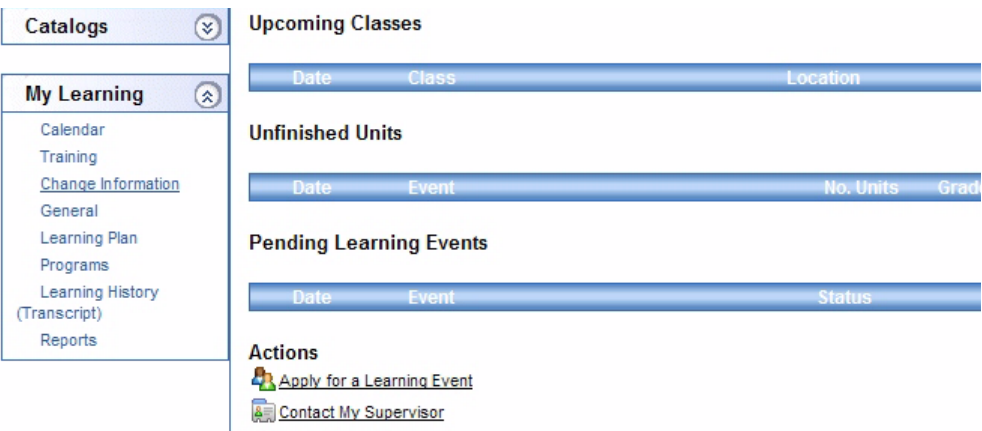 Catalogs
My Learning
Calendar
Training
Change Information
General
Learning Plan
Programs
Learning History
(Transcript)
Reports
Upcoming Classes
Date Class Location
Unfinished Units
Date Event No. Units Grade
Pending Learning Events
Date Event Status
Actions
Apply for a Learning Event
Contact My Supervisor